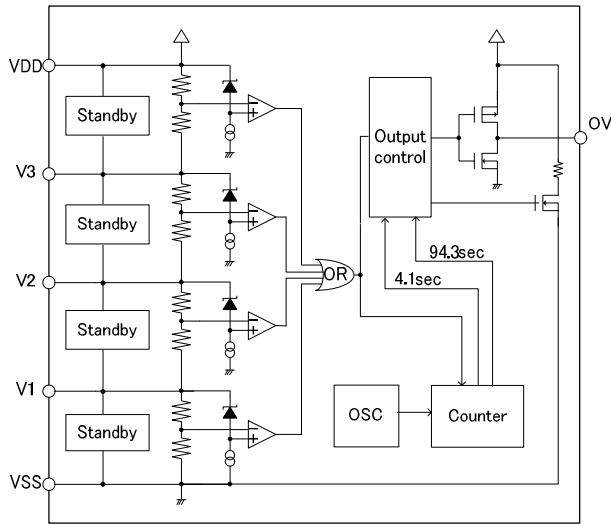 VDD
Standby
V3
Standby
V2
Standby
V1
Standby
VSS
OR
Output
control
OV
94.3sec
4.1sec
OSC
Counter